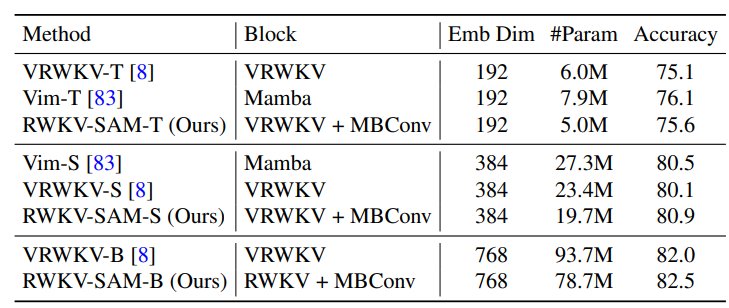 Method Block Emb Dim #Param Accuracy
VRWKV-T [8] VRWKV 192 6.0M 75.1
Vim-T [83] Mamba 192 7.9M 76.1
RWKV-SAM-T (Ours) VRWKV + MBConv 192 5.0M 75.6
Vim-S [83] Mamba 384 27.3M 80.5
VRWKV-S [8] VRWKV 384 23.4M 80.1
RWKV-SAM-S (Ours) VRWKV + MBConv 384 19.7M 80.9
VRWKV-B [8] VRWKV 768 93.7M 82.0
RWKV-SAM-B (Ours) RWKV + MBConv 768 78.7M 82.5